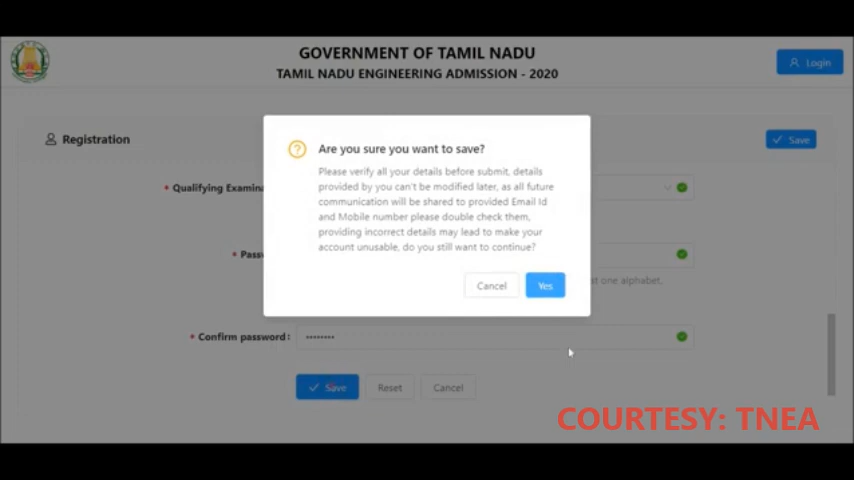 GOVERNMENT OF TAMIL NADU
TAMIL NADU ENGINEERING ADMISSION - 2020
Login
Registration
Save
Are you sure you want to save?
Please verify all your details before submit, details
provided by you can't be modified later, as all future
communication will be shared to provided Email Id
and Mobile number please double check them,
providing incorrect details may lead to make your
account unusable, do you still want to continue?
Cancel Yes
* Qualifying Examina
* Passw
st one alphabet.
* Confirm password : ••••••••
Save Reset Cancel
COURTESY: TNEA